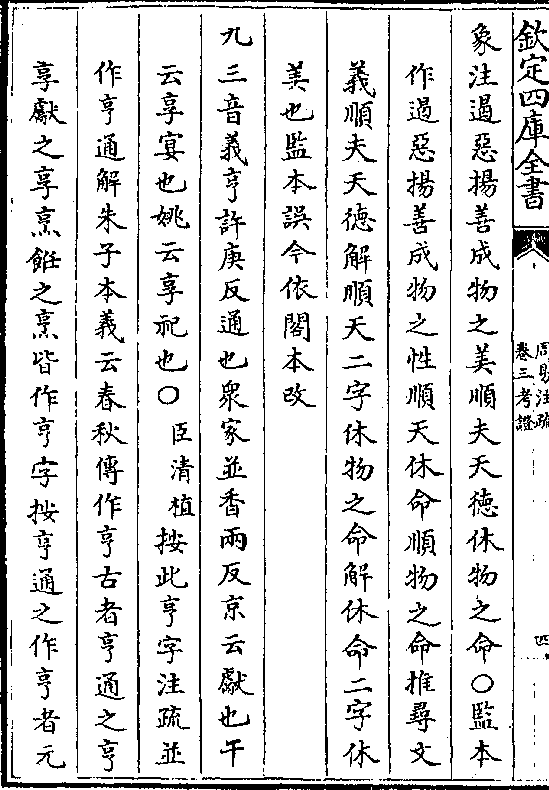 欽定四庫全書
周易注疏
卷三考證
四
象注過惡揚善成物之美順夫天德休物之命〇監本
作過惡揚善成物之性順天休命順物之命推尋文
義順夫天德解順天二字休物之命解休命二字休
美也監本誤今依閣本改
九三音義亨許庚反通也衆家並香兩反京云獻也干
云享宴也姚云享祀也〇臣清植按此亨字注疏並
作亨通解朱子本義云春秋傳作亨古者亨通之亨
享獻之享烹飪之烹皆作亨字按亨通之作亨者元